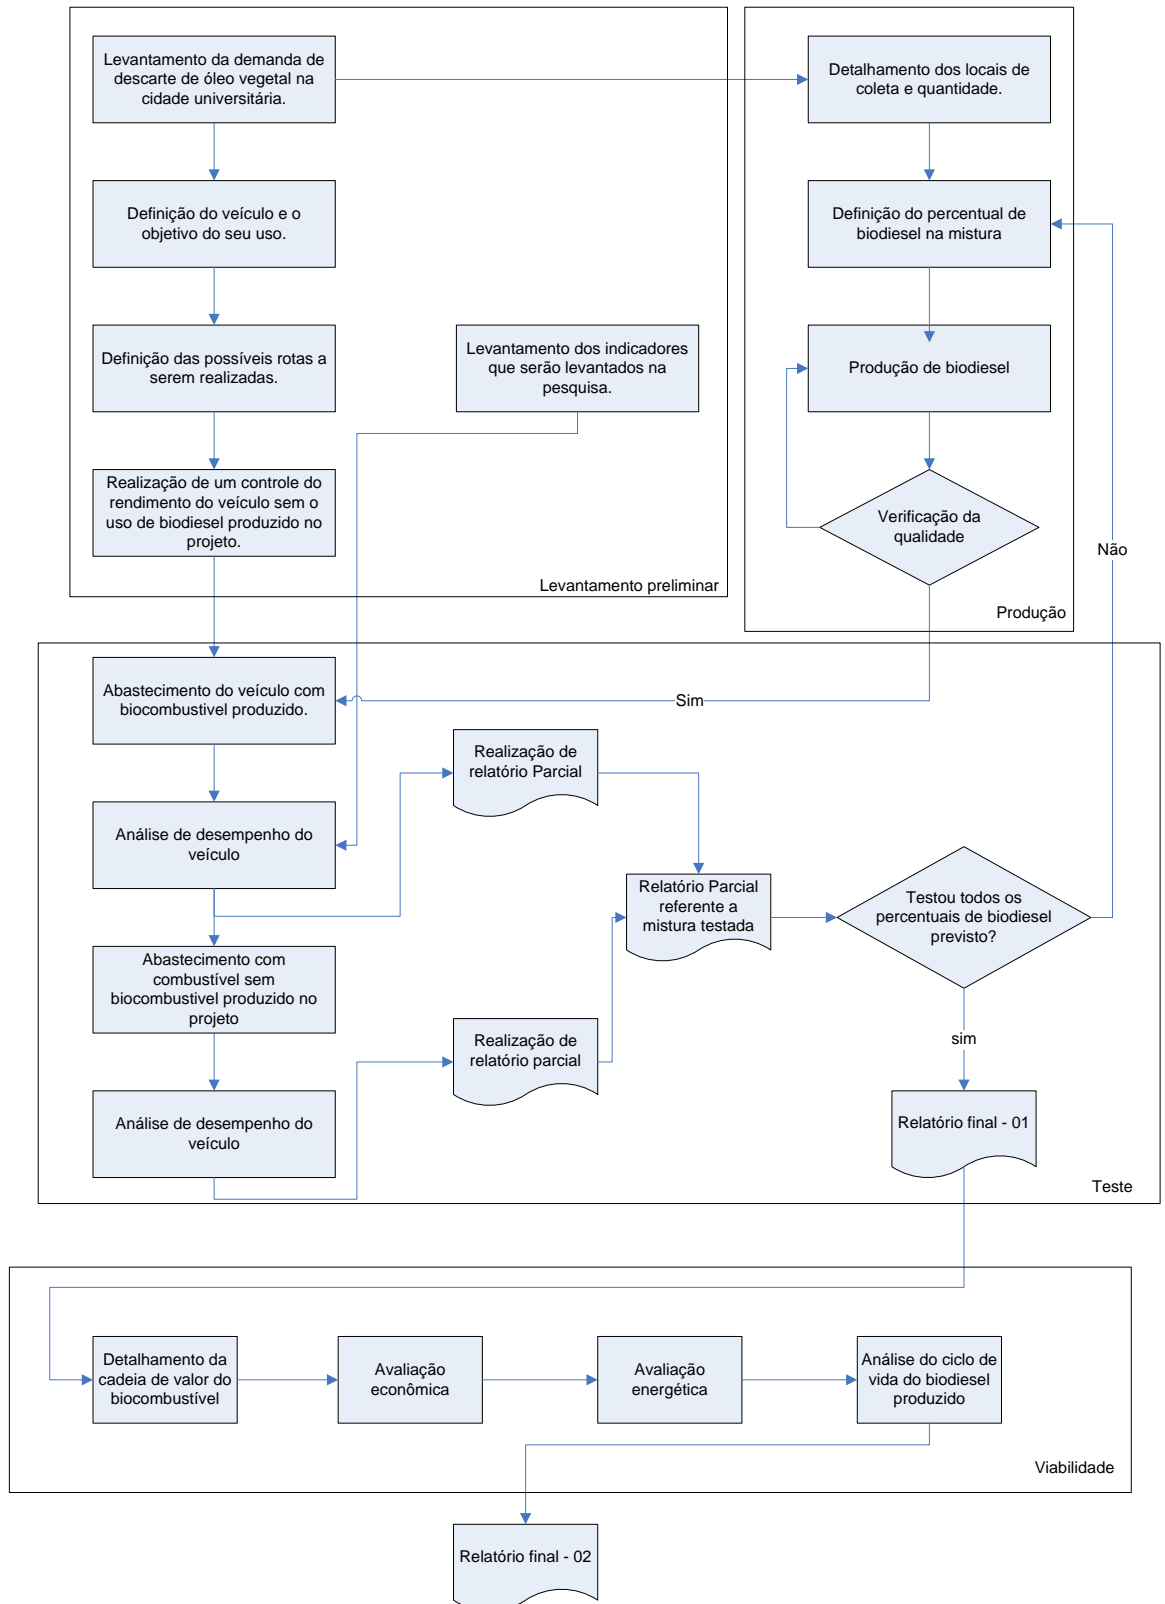 Levantamento da demanda de
descarte de óleo vegetal na
cidade universitária.
Definição do veículo e o
objetivo do seu uso.
Definição das possíveis rotas a
serem realizadas.
Levantamento dos indicadores
que serão levantados na
pesquisa.
Realização de um controle do
rendimento do veículo sem o
uso de biodiesel produzido no
projeto.
Levantamento preliminar
Detalhamento dos locais de
coleta e quantidade.
Definição do percentual de
biodiesel na mistura
Produção de biodiesel
Verificação da
qualidade
Não
Produção
Abastecimento do veículo com
biocombustivel produzido.
Sim
Análise de desempenho do
veículo
Realização de
relatório Parcial
Abastecimento com
combustível sem
biocombustivel produzido no
projeto
Relatório Parcial
referente a
mistura testada
Testou todos os
percentuais de biodiesel
previsto?
Análise de desempenho do
veículo
Realização de
relatório parcial
sim
Relatório final - 01
Teste
Detalhamento da
cadeia de valor do
biocombustível
Avaliação
econômica
Avaliação
energética
Análise do ciclo de
vida do biodiesel
produzido
Viabilidade
Relatório final - 02